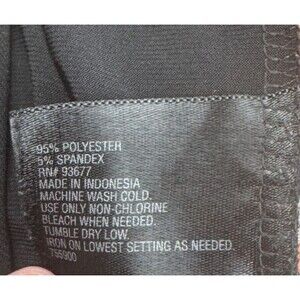 95% POLYESTER
5% SPANDEX
RN# 93677
MADE IN INDONESIA
MACHINE WASH COLD.
USE ONLY NON-CHLORINE
BLEACH WHEN NEEDED.
TUMBLE DRY LOW.
IRON ON LOWEST SETTING AS NEEDED.
755900